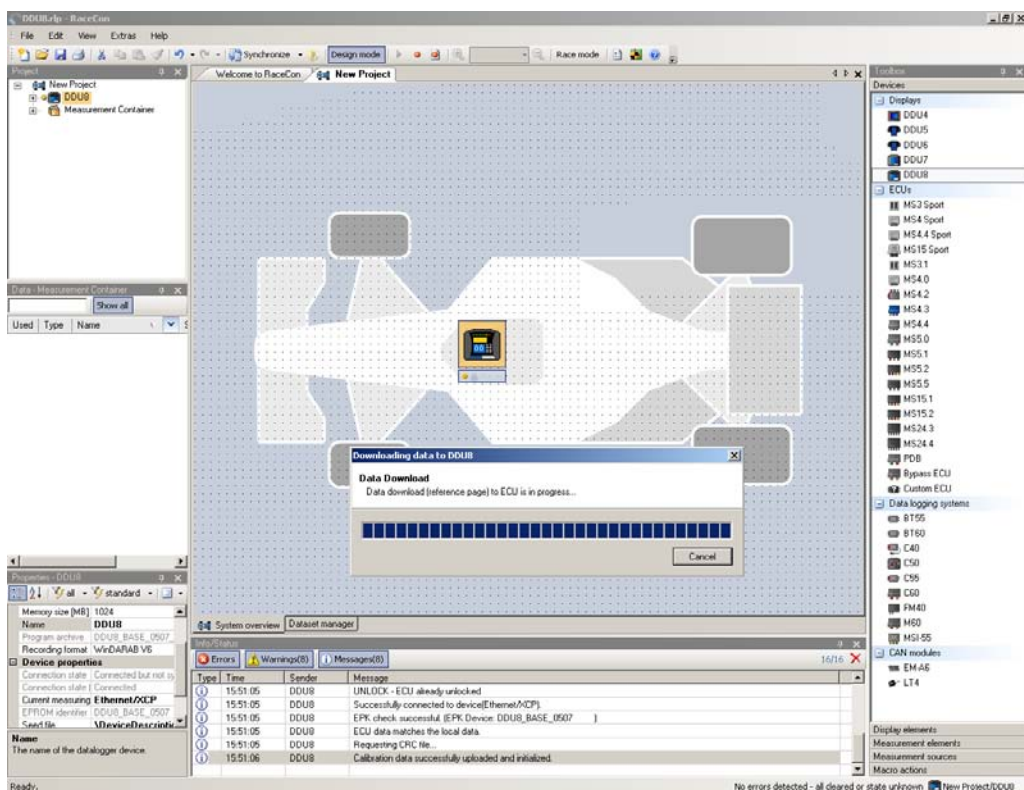 DDU8.rlp - RaceCon
File Edit View Extras Help
Synchronize Design mode Race mode
Project
New Project
DDU8
Measurement Container
Welcome to RaceCon New Project
Data - Measurement Container
Show all
Used Type Name
Downloading data to DDU8
Data Download
Data download (reference page) to ECU is in progress...
Cancel
Properties - DDU8
all standard
Memory size [MB] 1024
Name DDU8
Program archive DDU8_BASE_0507_
Recording format WinDARAB V6
Device properties
Connection state Connected but not sy
Connection state ( Connected
Current measuring Ethernet/XCP
EPROM identifier DDU8_BASE_0507
Seed file \DeviceDescriptic
Name
The name of the datalogger device.
System overview Dataset manager
Info/Status
Errors Warnings(8) Messages(8) 16/16
Type Time Sender Message
15:51:05 DDU8 UNLOCK - ECU already unlocked
15:51:05 DDU8 Successfully connected to device(Ethernet/XCP).
15:51:05 DDU8 EPK check successful. (EPK Device: DDU8_BASE_0507 )
15:51:05 DDU8 ECU data matches the local data.
15:51:05 DDU8 Requesting CRC file...
15:51:06 DDU8 Calibration data successfully uploaded and initialized.
Toolbox
Devices
Displays
DDU4
DDU5
DDU6
DDU7
DDU8
ECUs
MS3 Sport
MS4 Sport
MS4.4 Sport
MS15 Sport
MS3.1
MS4.0
MS4.2
MS4.3
MS4.4
MS5.0
MS5.1
MS5.2
MS5.5
MS15.1
MS15.2
MS24.3
MS24.4
PDB
Bypass ECU
Custom ECU
Data logging systems
BT55
BT60
C40
C50
C55
C60
FM40
M60
MSI-55
CAN modules
EM-A6
LT4
Display elements
Measurement elements
Measurement sources
Macro actions
Ready. No errors detected - all cleared or state unknown New Project/DDU8